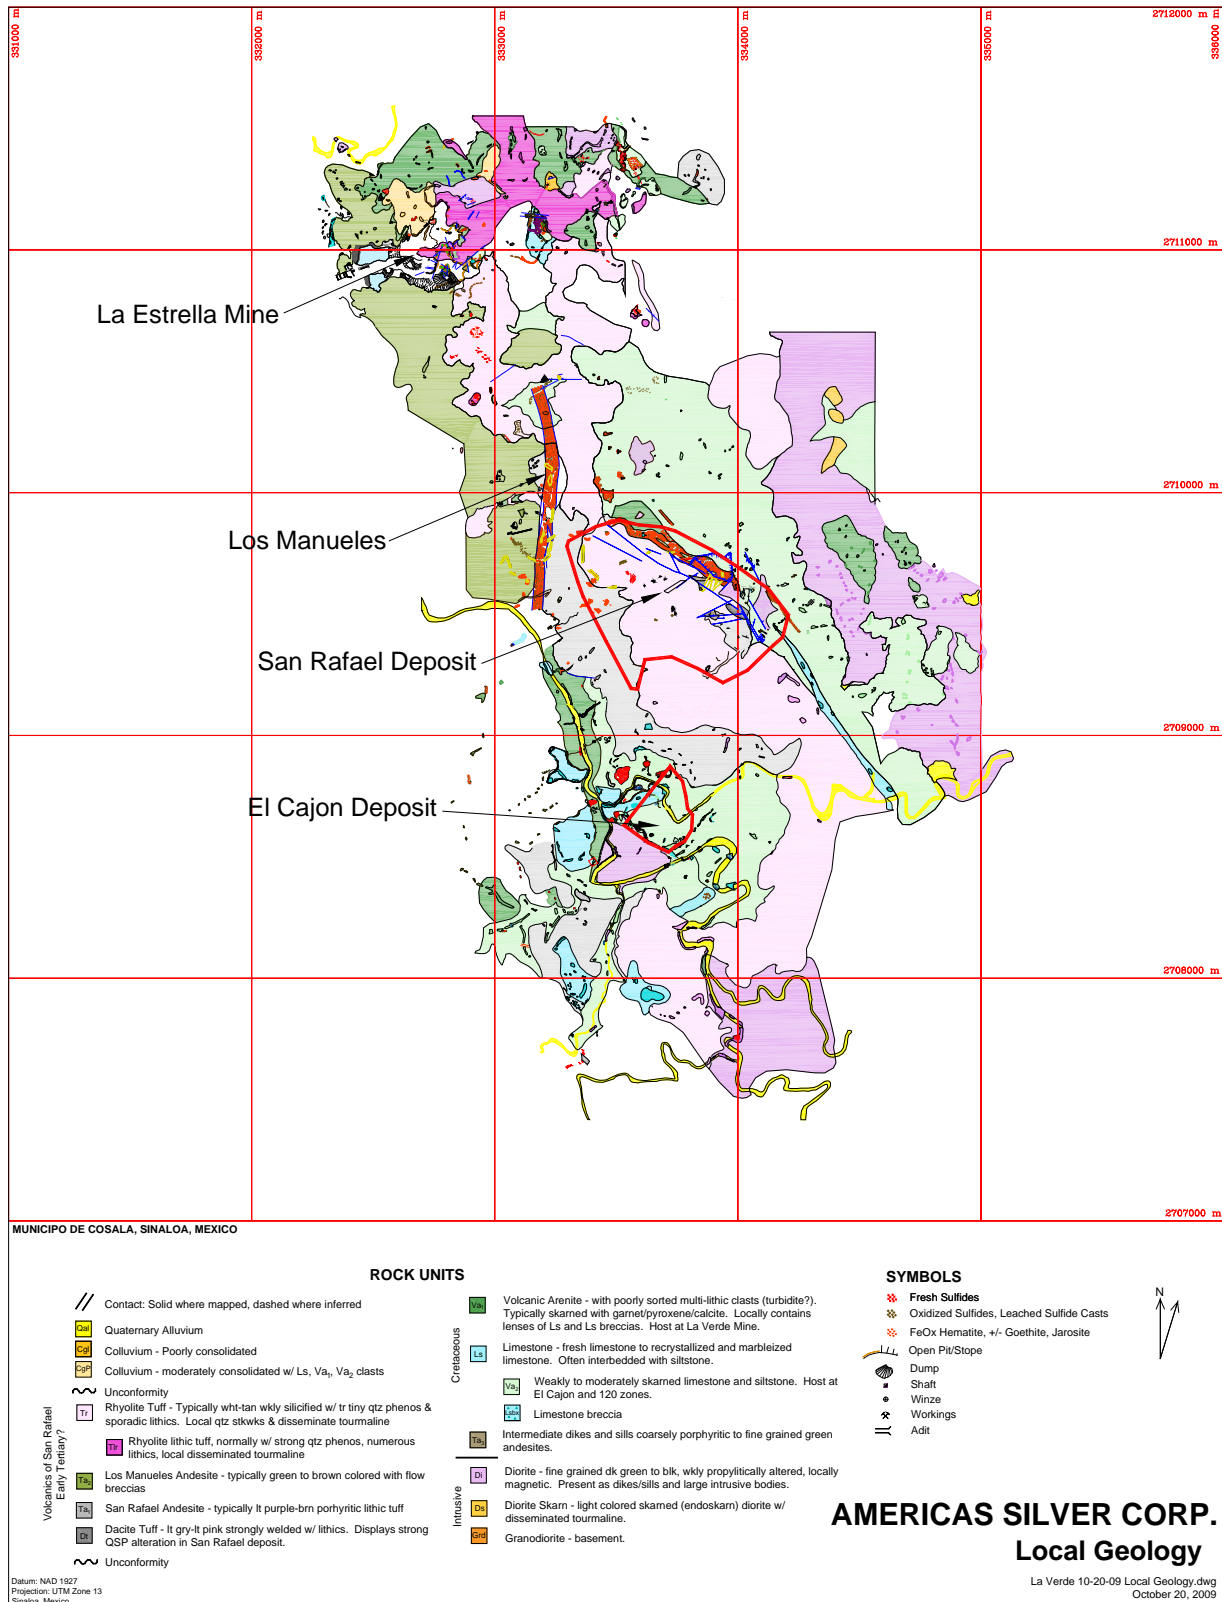 331000 m
332000 m
333000 m
334000 m
335000 m
2712000 m
336000 m
2711000 m
La Estrella Mine
2710000 m
Los Manueles
San Rafael Deposit
2709000 m
El Cajon Deposit
2708000 m
2707000 m
MUNICIPO DE COSALA, SINALOA, MEXICO
ROCK UNITS
Contact: Solid where mapped, dashed where inferred
Qal Quaternary Alluvium
Cgl Colluvium - Poorly consolidated
CgP Colluvium - moderately consolidated w/ Ls, Va₁, Va₂ clasts
Unconformity
Volcanics of San Rafael
Early Tertiary?
Tr Rhyolite Tuff - Typically wht-tan wkly silicified w/ tr tiny qtz phenos &
sporadic lithics. Local qtz stkwks & disseminate tourmaline
Tlr Rhyolite lithic tuff, normally w/ strong qtz phenos, numerous
lithics, local disseminated tourmaline
Ta₂ Los Manueles Andesite - typically green to brown colored with flow
breccias
Ta₁ San Rafael Andesite - typically lt purple-brn porhyritic lithic tuff
Dt Dacite Tuff - lt gry-lt pink strongly welded w/ lithics. Displays strong
QSP alteration in San Rafael deposit.
Unconformity
Cretaceous
Va₁ Volcanic Arenite - with poorly sorted multi-lithic clasts (turbidite?).
Typically skarned with garnet/pyroxene/calcite. Locally contains
lenses of Ls and Ls breccias. Host at La Verde Mine.
Ls Limestone - fresh limestone to recrystallized and marbleized
limestone. Often interbedded with siltstone.
Va₂ Weakly to moderately skarned limestone and siltstone. Host at
El Cajon and 120 zones.
Lsbx Limestone breccia
Ta₃ Intermediate dikes and sills coarsely porphyritic to fine grained green
andesites.
Intrusive
Di Diorite - fine grained dk green to blk, wkly propylitically altered, locally
magnetic. Present as dikes/sills and large intrusive bodies.
Ds Diorite Skarn - light colored skarned (endoskarn) diorite w/
disseminated tourmaline.
Grd Granodiorite - basement.
SYMBOLS
Fresh Sulfides
Oxidized Sulfides, Leached Sulfide Casts
FeOx Hematite, +/- Goethite, Jarosite
Open Pit/Stope
Dump
Shaft
Winze
Workings
Adit
N
AMERICAS SILVER CORP.
Local Geology
La Verde 10-20-09 Local Geology.dwg
October 20, 2009
Datum: NAD 1927
Projection: UTM Zone 13
Sinaloa, Mexico